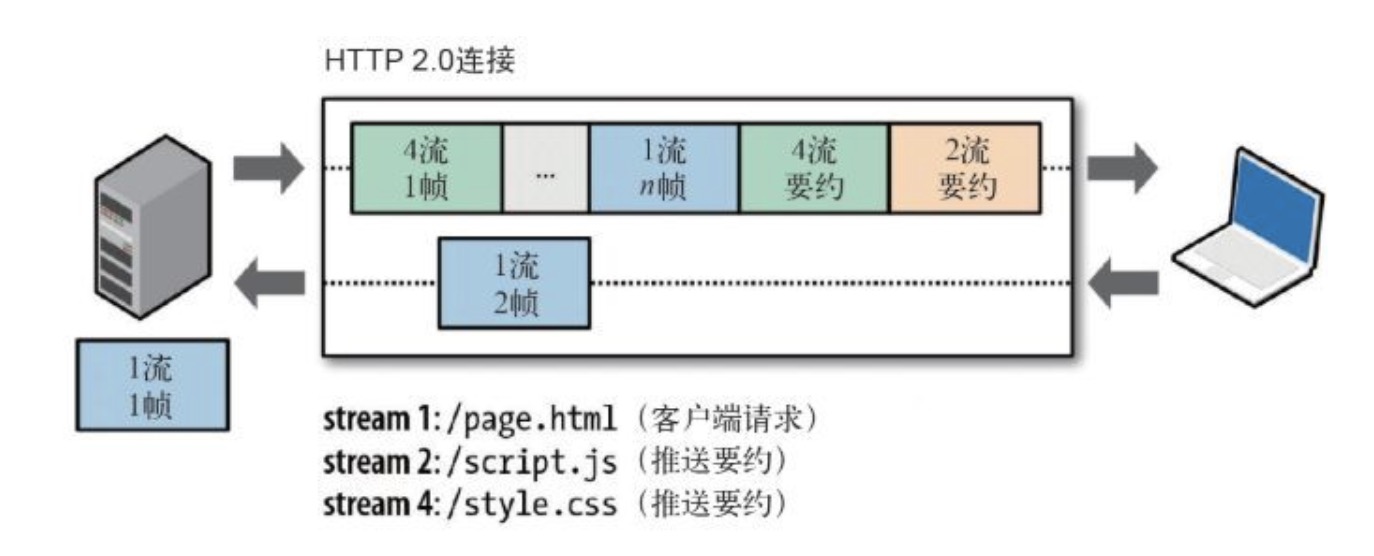 HTTP 2.0连接
4流
1帧
...
1流
n帧
4流
要约
2流
要约
1流
2帧
1流
1帧
stream 1: /page.html（客户端请求）
stream 2: /script.js（推送要约）
stream 4: /style.css（推送要约）